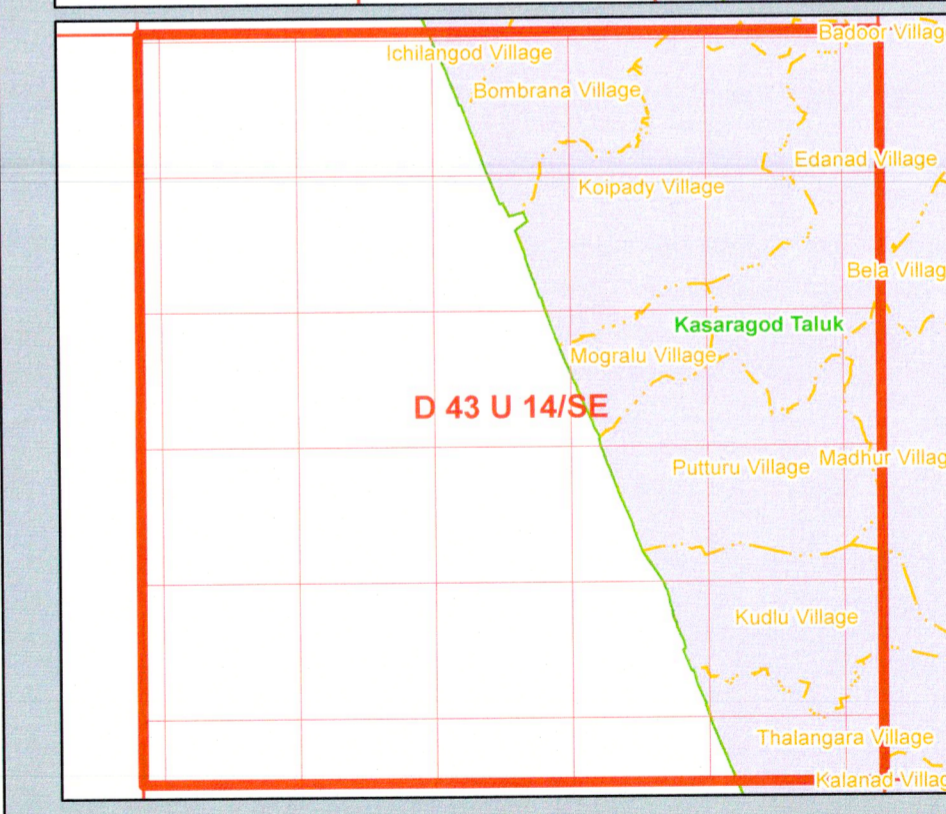 Badoor Villag
Ichilangod Village
Bombrana Village
Edanad Village
Koipady Village
Bela Villag
Kasaragod Taluk
Mogralu Village
D 43 U 14/SE
Putturu Village
Madhur Villag
Kudlu Village
Thalangara Village
Kalanad Villag